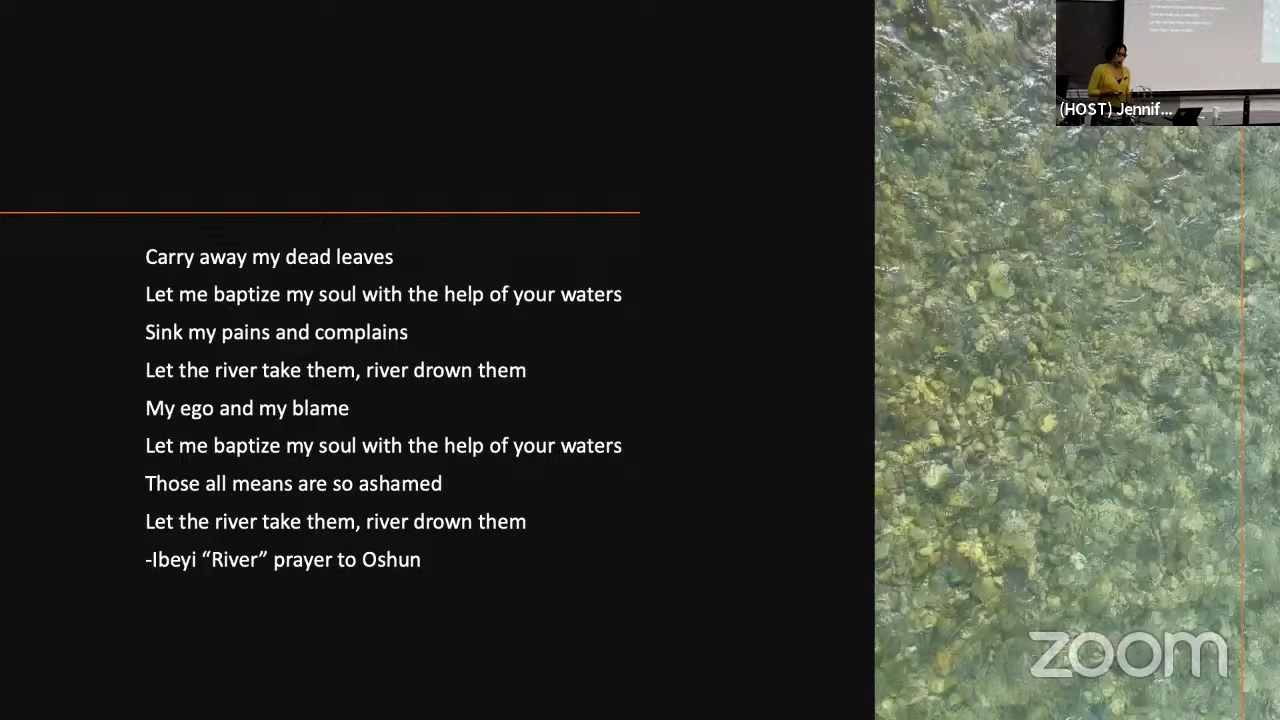 (HOST) Jennif...
Carry away my dead leaves
Let me baptize my soul with the help of your waters
Sink my pains and complains
Let the river take them, river drown them
My ego and my blame
Let me baptize my soul with the help of your waters
Those all means are so ashamed
Let the river take them, river drown them
-Ibeyi “River” prayer to Oshun
zoom